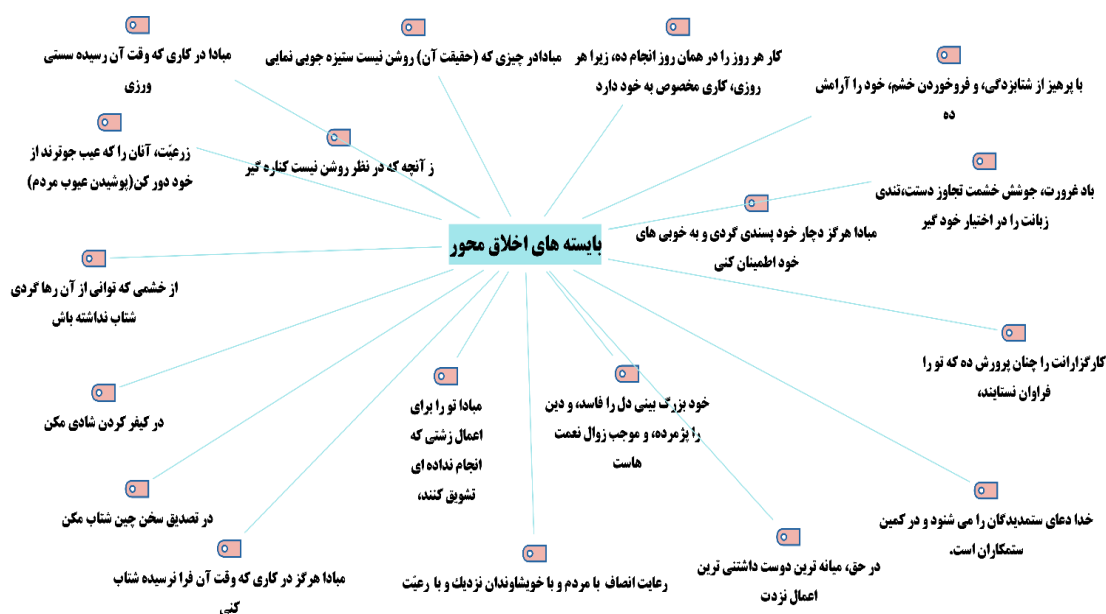 با پرهیز از شتابزدگی، و فروخوردن خشم، خود را آرامش
ده
کار هر روز را در همان روز انجام ده، زیرا هر
روزی، کاری مخصوص به خود دارد
مبادادر چیزی که (حقیقت آن) روشن نیست ستیزه جویی نمایی
مبادا در کاری که وقت آن رسیده سستی
ورزی
باد غرورت، جوشش خشمت تجاوز دستت،تندی
زبانت را در اختیار خود گیر
ز آنچه که در نظر روشن نیست کناره گیر
زرعیّت، آنان را که عیب جوترند از
خود دور کن(پوشیدن عیوب مردم)
مبادا هرگز دچار خود پسندی گردی و به خوبی های
خود اطمینان کنی
بایسته های اخلاق محور
از خشمی که توانی از آن رها گردی
شتاب نداشته باش
کارگزارانت را چنان پرورش ده که تو را
فراوان نستایند،
خود بزرگ بینی دل را فاسد، و دین
را پژمرده، و موجب زوال نعمت
هاست
مبادا تو را برای
اعمال زشتی که
انجام نداده ای
تشویق کنند،
در کیفر کردن شادی مکن
خدا دعای ستمدیدگان را می شنود و در کمین
ستمکاران است.
در تصدیق سخن چین شتاب مکن
در حق، میانه ترین دوست داشتنی ترین
اعمال نزدت
رعایت انصاف با مردم و با خویشاوندان نزدیك و با رعیّت
مبادا هرگز در کاری که وقت آن فرا نرسیده شتاب
کنی